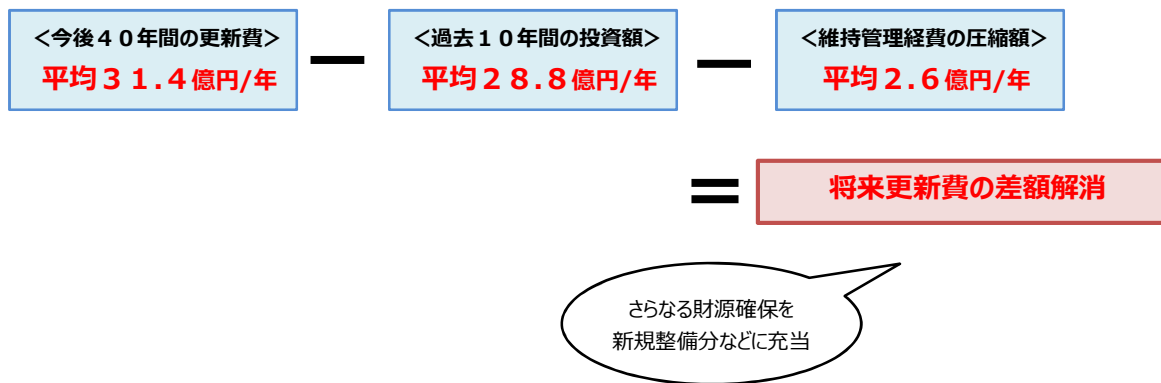 <今後４０年間の更新費>
平均３１.４億円/年
ー
<過去１０年間の投資額>
平均２８.８億円/年
ー
<維持管理経費の圧縮額>
平均２.６億円/年
＝
将来更新費の差額解消
さらなる財源確保を
新規整備分などに充当